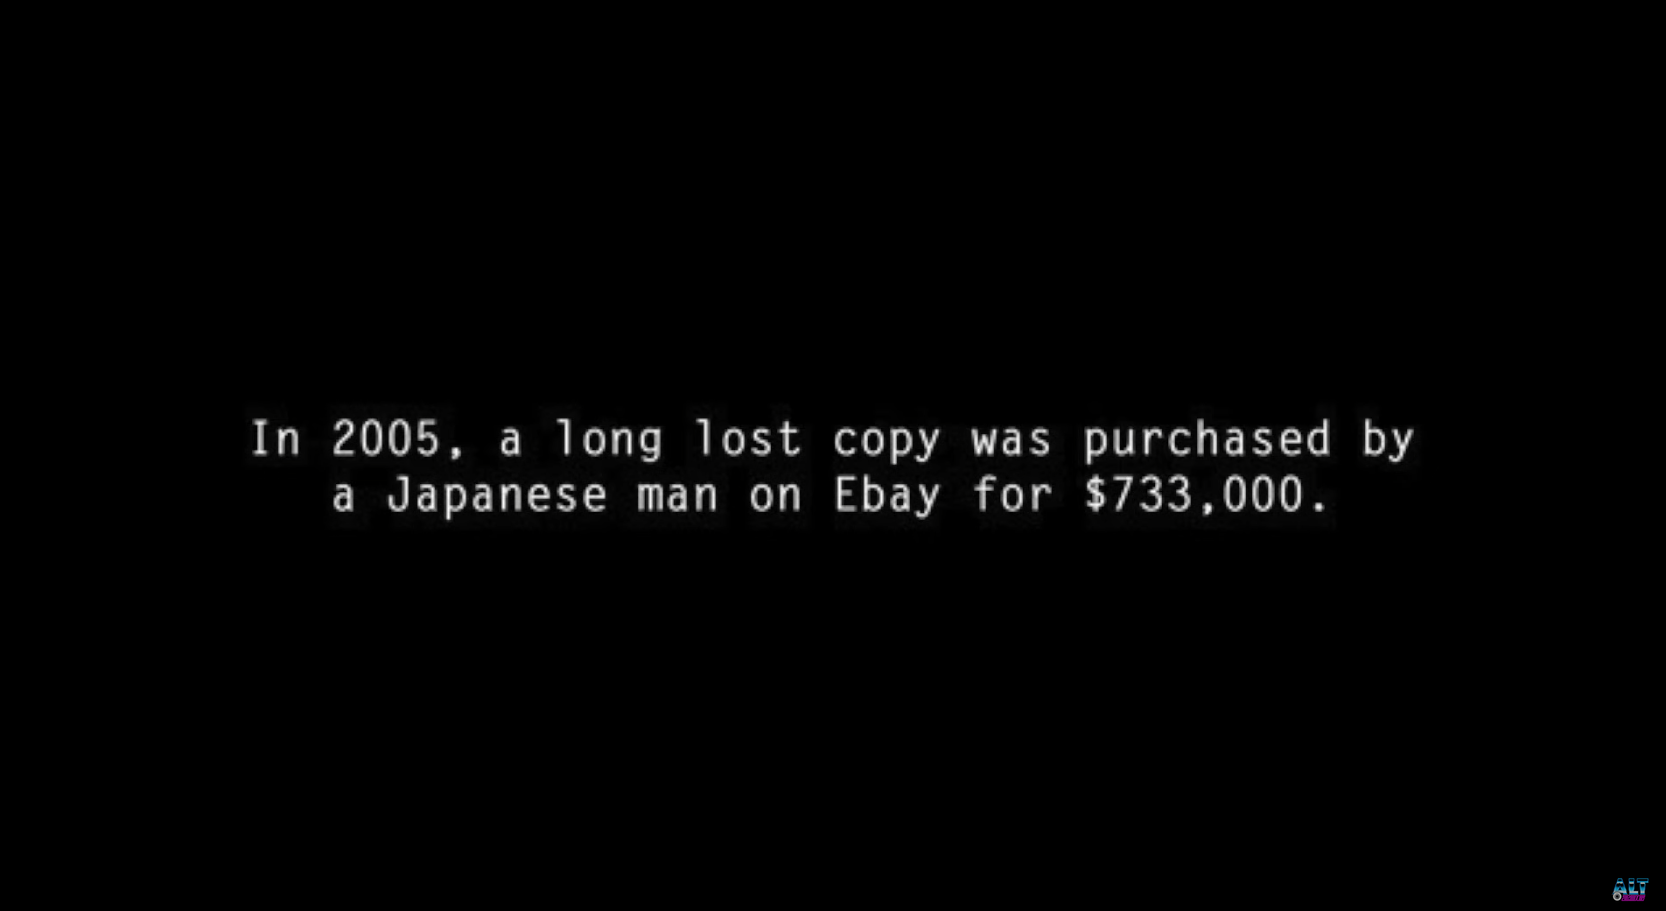 In 2005, a long lost copy was purchased by
a Japanese man on Ebay for $733,000.
ALT